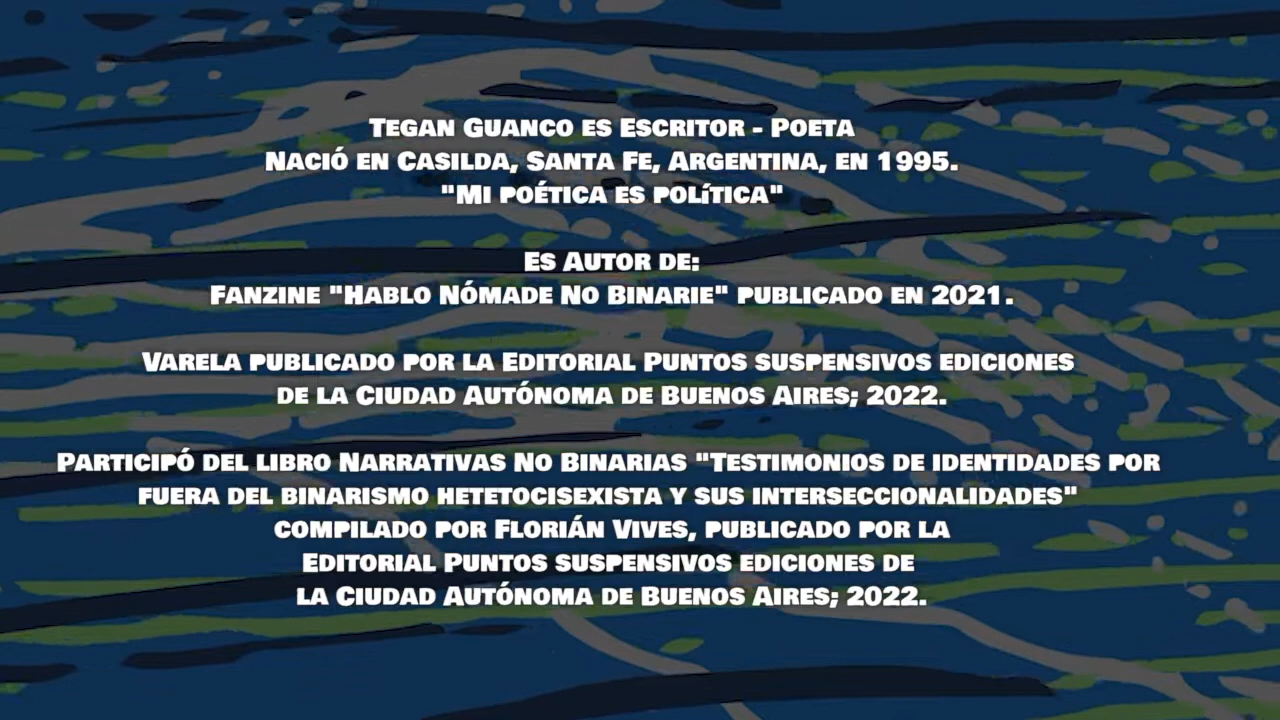 Tegan Guanco es Escritor - Poeta
Nació en Casilda, Santa Fe, Argentina, en 1995.
"Mi poética es política"
Es Autor de:
Fanzine "Hablo Nómade No Binarie" publicado en 2021.
Varela publicado por la Editorial Puntos suspensivos ediciones
de la Ciudad Autónoma de Buenos Aires; 2022.
Participó del libro Narrativas No Binarias "Testimonios de identidades por
fuera del binarismo hetetocisexista y sus interseccionalidades"
compilado por Florián Vives, publicado por la
Editorial Puntos suspensivos ediciones de
la Ciudad Autónoma de Buenos Aires; 2022.